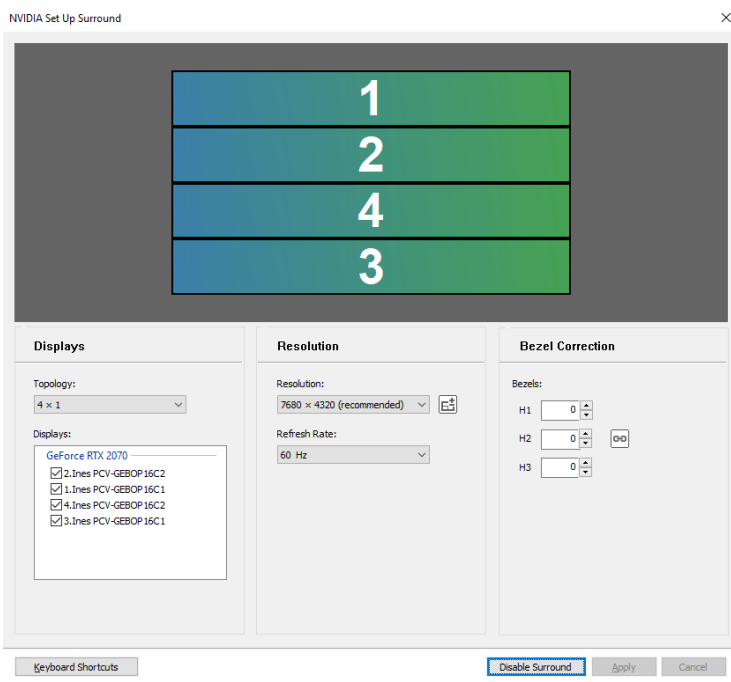 NVIDIA Set Up Surround
1
2
4
3
Displays
Topology:
4 × 1
Displays:
GeForce RTX 2070
2.Ines PCV-GEBOP16C2
1.Ines PCV-GEBOP16C1
4.Ines PCV-GEBOP16C2
3.Ines PCV-GEBOP16C1
Resolution
Resolution:
7680 × 4320 (recommended)
Refresh Rate:
60 Hz
Bezel Correction
Bezels:
H1 0
H2 0
H3 0
Keyboard Shortcuts
Disable Surround
Apply
Cancel